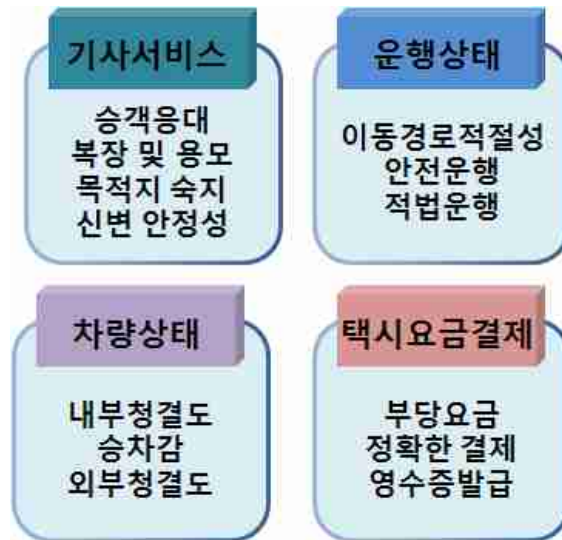 기사서비스
승객응대
복장 및 용모
목적지 숙지
신변 안정성
운행상태
이동경로적절성
안전운행
적법운행
차량상태
내부청결도
승차감
외부청결도
택시요금결제
부당요금
정확한 결제
영수증발급